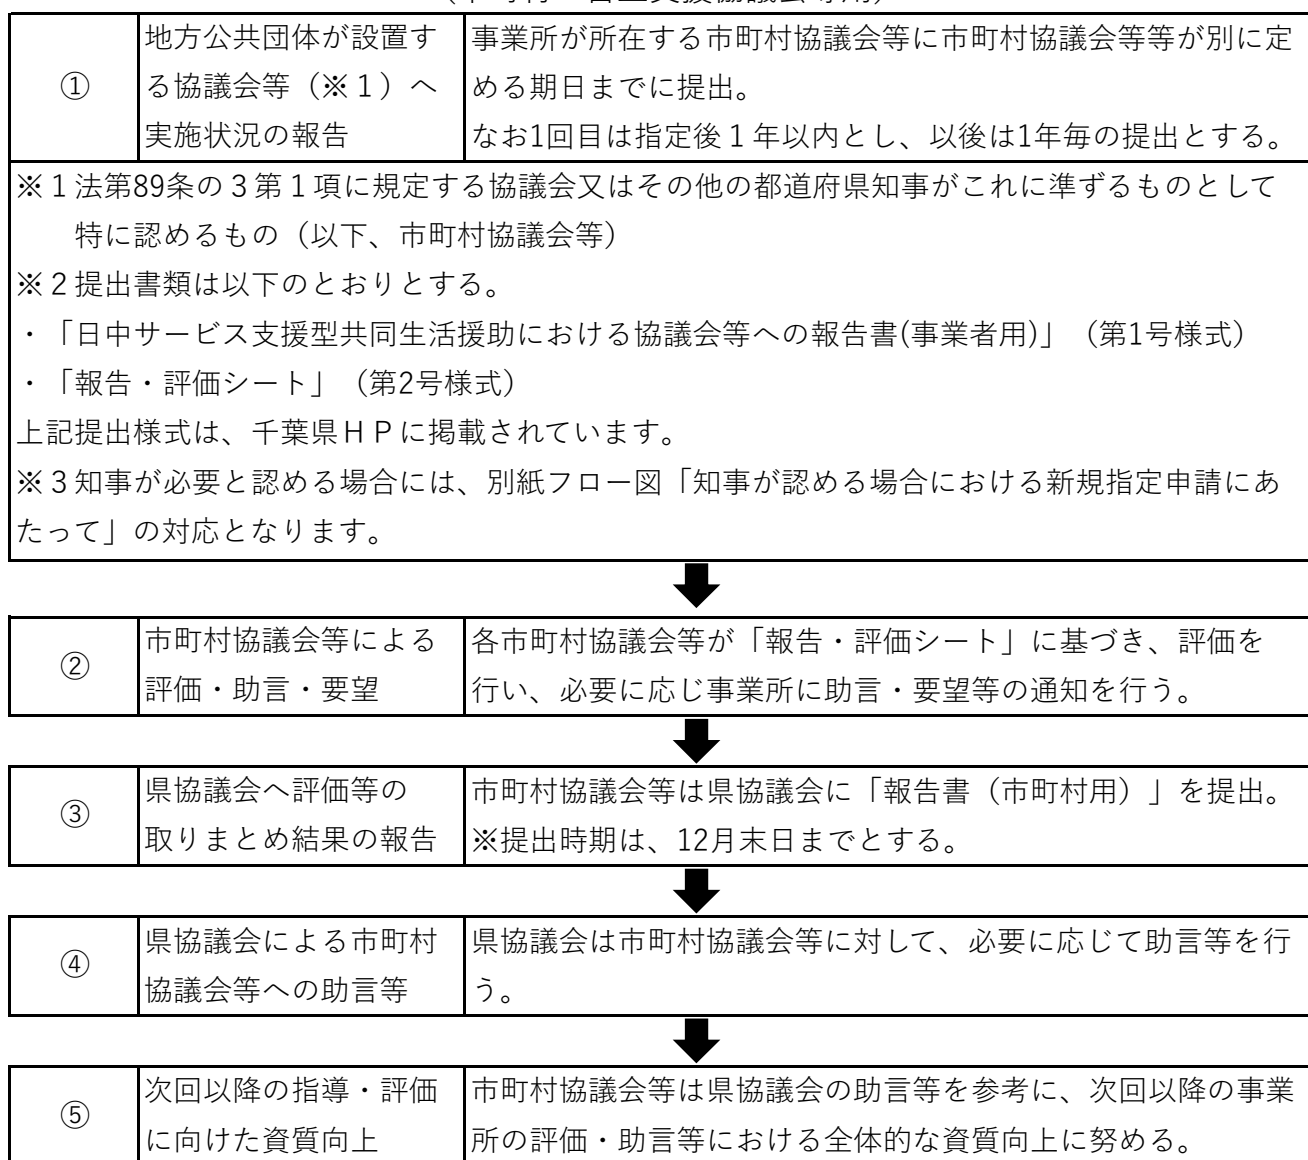 ①
地方公共団体が設置す
る協議会等（※１）へ
実施状況の報告
事業所が所在する市町村協議会等に市町村協議会等等が別に定
める期日までに提出。
なお1回目は指定後１年以内とし、以後は1年毎の提出とする。
※１法第89条の３第１項に規定する協議会又はその他の都道府県知事がこれに準ずるものとして
特に認めるもの（以下、市町村協議会等）
※２提出書類は以下のとおりとする。
・「日中サービス支援型共同生活援助における協議会等への報告書(事業者用)」（第1号様式）
・「報告・評価シート」（第2号様式）
上記提出様式は、千葉県ＨＰに掲載されています。
※３知事が必要と認める場合には、別紙フロー図「知事が認める場合における新規指定申請にあ
たって」の対応となります。
②
市町村協議会等による
評価・助言・要望
各市町村協議会等が「報告・評価シート」に基づき、評価を
行い、必要に応じ事業所に助言・要望等の通知を行う。
③
県協議会へ評価等の
取りまとめ結果の報告
市町村協議会等は県協議会に「報告書（市町村用）」を提出。
※提出時期は、12月末日までとする。
④
県協議会による市町村
協議会等への助言等
県協議会は市町村協議会等に対して、必要に応じて助言等を行
う。
⑤
次回以降の指導・評価
に向けた資質向上
市町村協議会等は県協議会の助言等を参考に、次回以降の事業
所の評価・助言等における全体的な資質向上に努める。